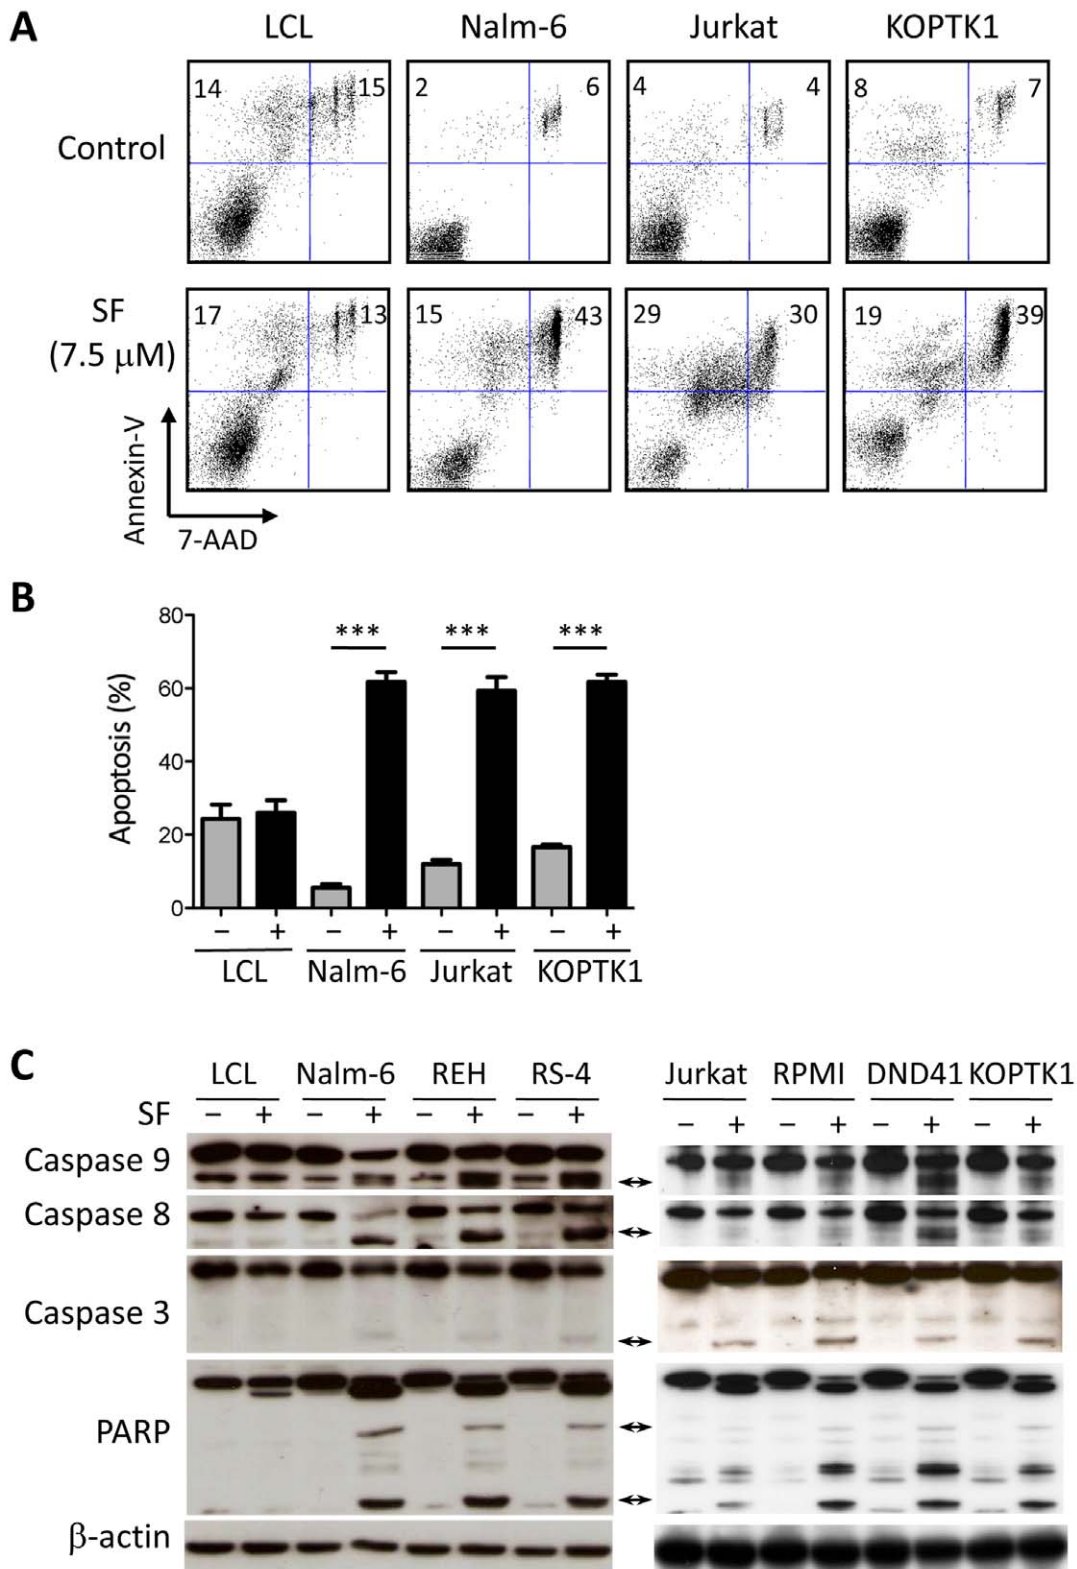 A
LCL Nalm-6 Jurkat KOPTK1
Control
14 15 2 6 4 4 8 7
SF
(7.5 μM)
17 13 15 43 29 30 19 39
Annexin-V
7-AAD
B
80
60
40
20
0
Apoptosis (%)
*** *** ***
− + − + − + − +
LCL Nalm-6 Jurkat KOPTK1
C
LCL Nalm-6 REH RS-4 Jurkat RPMI DND41 KOPTK1
SF − + − + − + − + − + − + − + − +
Caspase 9
Caspase 8
Caspase 3
PARP
β-actin